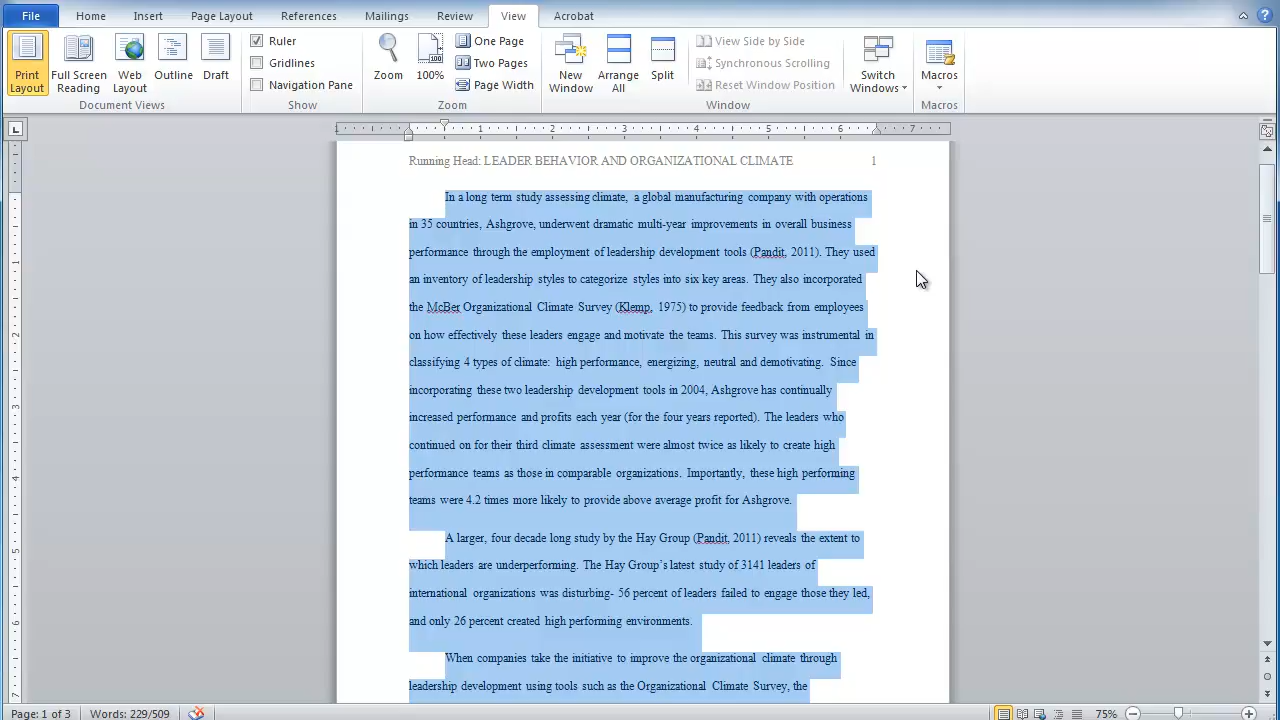 File Home Insert Page Layout References Mailings Review View Acrobat
Print Layout
Full Screen Reading
Web Layout
Outline
Draft
Document Views
Ruler
Gridlines
Navigation Pane
Show
Zoom
100%
One Page
Two Pages
Page Width
Zoom
New Window
Arrange All
Split
View Side by Side
Synchronous Scrolling
Reset Window Position
Window
Switch Windows
Macros
Macros
1 2 3 4 5 6 7
Running Head: LEADER BEHAVIOR AND ORGANIZATIONAL CLIMATE 1
In a long term study assessing climate, a global manufacturing company with operations
in 35 countries, Ashgrove, underwent dramatic multi-year improvements in overall business
performance through the employment of leadership development tools (Pandit, 2011). They used
an inventory of leadership styles to categorize styles into six key areas. They also incorporated
the McBer Organizational Climate Survey (Klemp, 1975) to provide feedback from employees
on how effectively these leaders engage and motivate the teams. This survey was instrumental in
classifying 4 types of climate: high performance, energizing, neutral and demotivating. Since
incorporating these two leadership development tools in 2004, Ashgrove has continually
increased performance and profits each year (for the four years reported). The leaders who
continued on for their third climate assessment were almost twice as likely to create high
performance teams as those in comparable organizations. Importantly, these high performing
teams were 4.2 times more likely to provide above average profit for Ashgrove.
A larger, four decade long study by the Hay Group (Pandit, 2011) reveals the extent to
which leaders are underperforming. The Hay Group's latest study of 3141 leaders of
international organizations was disturbing- 56 percent of leaders failed to engage those they led,
and only 26 percent created high performing environments.
When companies take the initiative to improve the organizational climate through
leadership development using tools such as the Organizational Climate Survey, the
Page: 1 of 3 Words: 229/509 75%